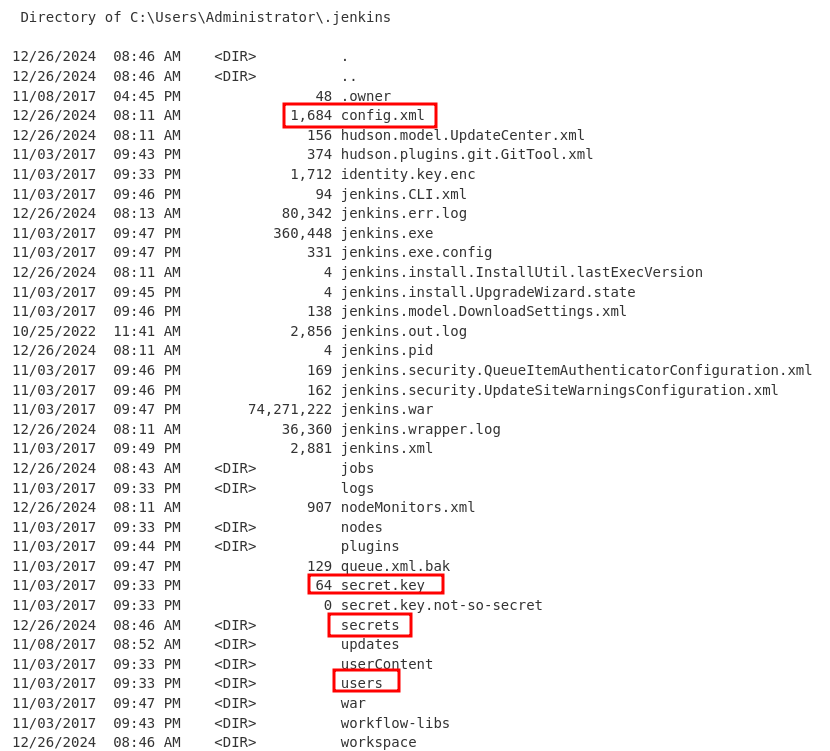 Directory of C:\Users\Administrator\.jenkins
12/26/2024  08:46 AM    <DIR>          .
12/26/2024  08:46 AM    <DIR>          ..
11/08/2017  04:45 PM                48 .owner
12/26/2024  08:11 AM             1,684 config.xml
12/26/2024  08:11 AM               156 hudson.model.UpdateCenter.xml
11/03/2017  09:43 PM               374 hudson.plugins.git.GitTool.xml
11/03/2017  09:33 PM             1,712 identity.key.enc
11/03/2017  09:46 PM                94 jenkins.CLI.xml
12/26/2024  08:13 AM            80,342 jenkins.err.log
11/03/2017  09:47 PM           360,448 jenkins.exe
11/03/2017  09:47 PM               331 jenkins.exe.config
12/26/2024  08:11 AM                 4 jenkins.install.InstallUtil.lastExecVersion
11/03/2017  09:45 PM                 4 jenkins.install.UpgradeWizard.state
11/03/2017  09:46 PM               138 jenkins.model.DownloadSettings.xml
10/25/2022  11:41 AM             2,856 jenkins.out.log
12/26/2024  08:11 AM                 4 jenkins.pid
11/03/2017  09:46 PM               169 jenkins.security.QueueItemAuthenticatorConfiguration.xml
11/03/2017  09:46 PM               162 jenkins.security.UpdateSiteWarningsConfiguration.xml
11/03/2017  09:47 PM        74,271,222 jenkins.war
12/26/2024  08:11 AM            36,360 jenkins.wrapper.log
11/03/2017  09:49 PM             2,881 jenkins.xml
12/26/2024  08:43 AM    <DIR>          jobs
11/03/2017  09:33 PM    <DIR>          logs
12/26/2024  08:11 AM               907 nodeMonitors.xml
11/03/2017  09:33 PM    <DIR>          nodes
11/03/2017  09:44 PM    <DIR>          plugins
11/03/2017  09:47 PM               129 queue.xml.bak
11/03/2017  09:33 PM                64 secret.key
11/03/2017  09:33 PM                 0 secret.key.not-so-secret
12/26/2024  08:46 AM    <DIR>          secrets
11/08/2017  08:52 AM    <DIR>          updates
11/03/2017  09:33 PM    <DIR>          userContent
11/03/2017  09:33 PM    <DIR>          users
11/03/2017  09:47 PM    <DIR>          war
11/03/2017  09:43 PM    <DIR>          workflow-libs
12/26/2024  08:46 AM    <DIR>          workspace